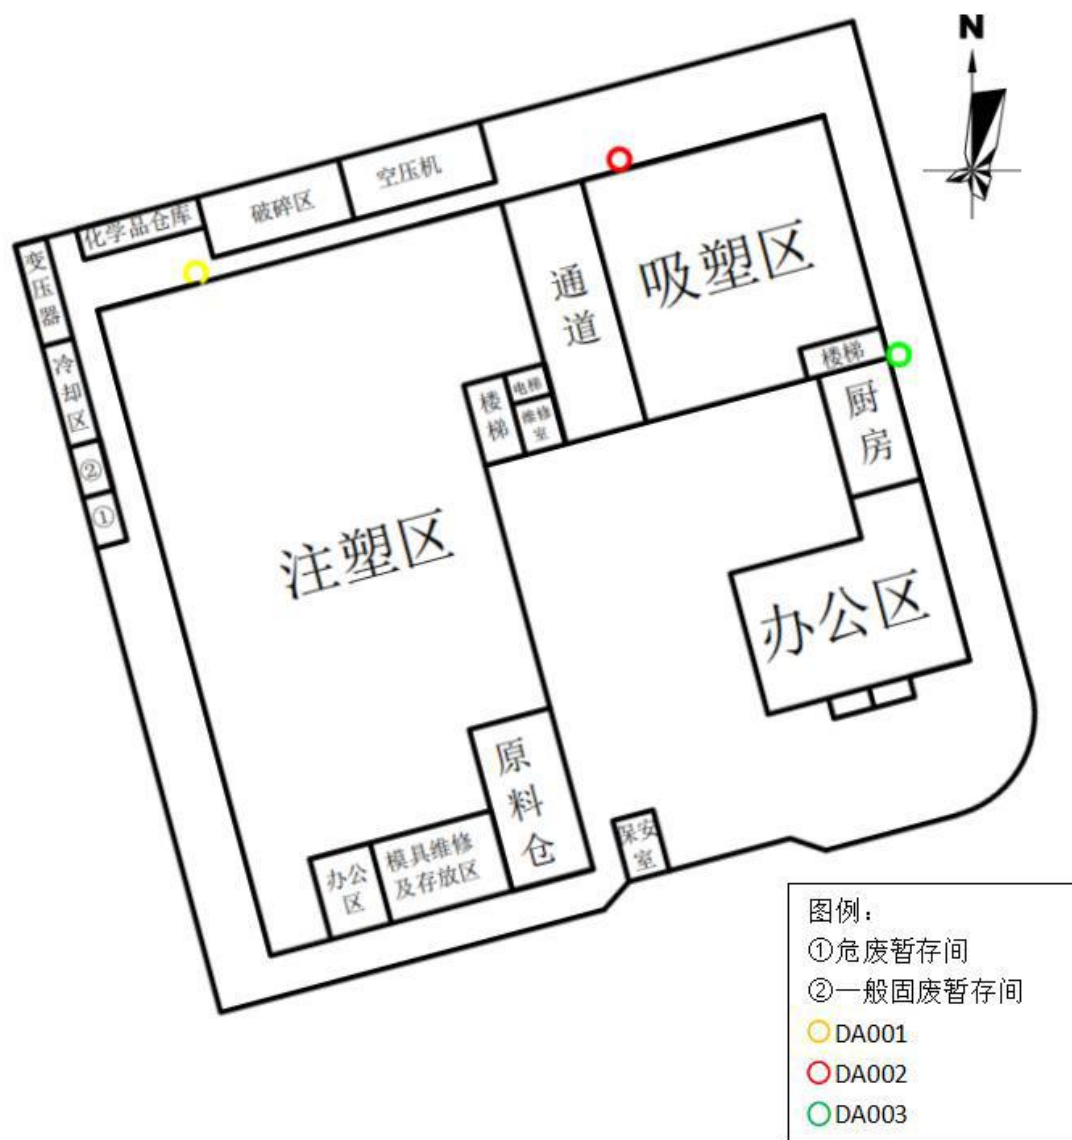 N
空压机
破碎区
化学品仓库
变压器
冷却区
②
①
通道
吸塑区
楼梯
厨房
楼梯
电梯
维修
室
注塑区
办公区
原料仓
模具维修
及存放区
办公
区
保安
室
图例：
①危废暂存间
②一般固废暂存间
DA001
DA002
DA003